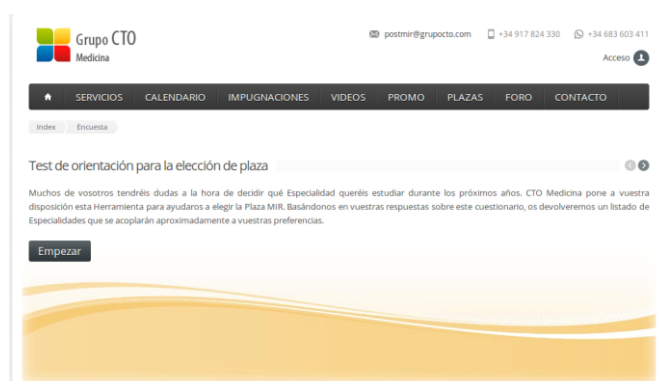 Grupo CTO
Medicina
postmir@grupocto.com +34 917 824 330 +34 683 603 411
Acceso
SERVICIOS CALENDARIO IMPUGNACIONES VIDEOS PROMO PLAZAS FORO CONTACTO
Index Encuesta
Test de orientación para la elección de plaza
Muchos de vosotros tendréis dudas a la hora de decidir qué Especialidad queréis estudiar durante los próximos años. CTO Medicina pone a vuestra
disposición esta Herramienta para ayudaros a elegir la Plaza MIR. Basándonos en vuestras respuestas sobre este cuestionario, os devolveremos un listado de
Especialidades que se acoplarán aproximadamente a vuestras preferencias.
Empezar